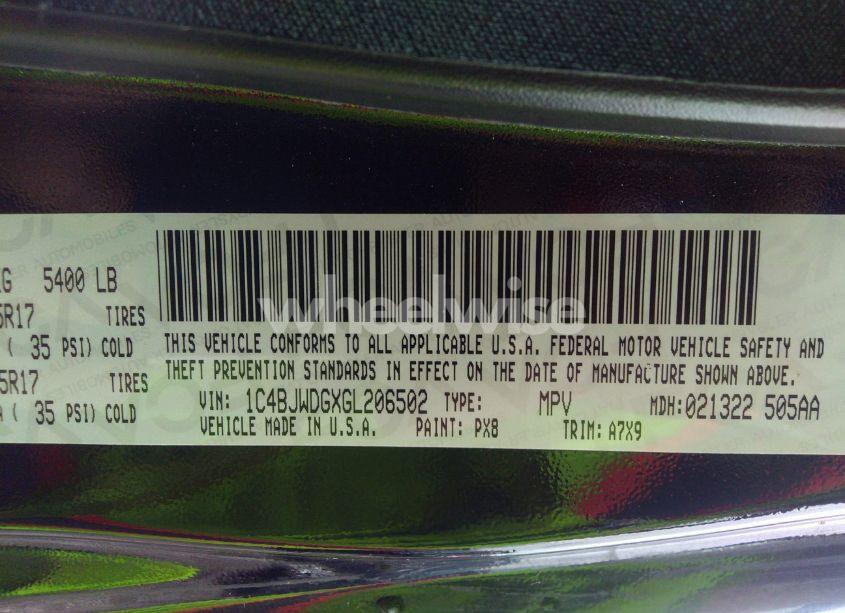 G 5400 LB
5R17 TIRES
( 35 PSI) COLD
5R17 TIRES
( 35 PSI) COLD
wheelwise
THIS VEHICLE CONFORMS TO ALL APPLICABLE U.S.A. FEDERAL MOTOR VEHICLE SAFETY AND
THEFT PREVENTION STANDARDS IN EFFECT ON THE DATE OF MANUFACTURE SHOWN ABOVE.
VIN: 1C4BJWDGXGL206502 TYPE: MPV MDH:021322 505AA
VEHICLE MADE IN U.S.A. PAINT: PX8 TRIM: A7X9